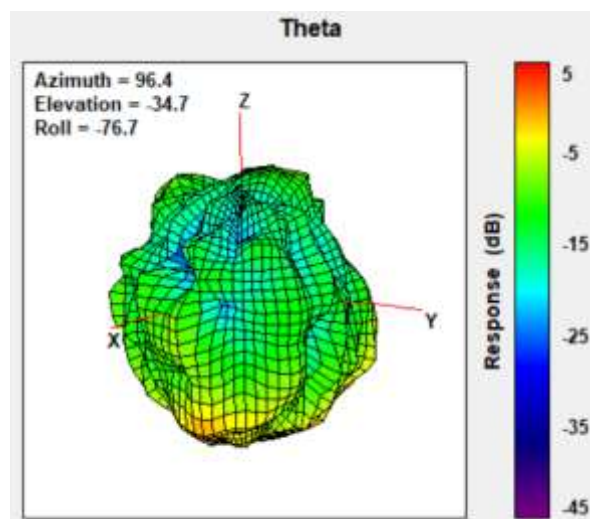 Theta
Azimuth = 96.4
Elevation = -34.7
Roll = -76.7
Z
X
Y
Response (dB)
5
-5
-15
-25
-35
-45